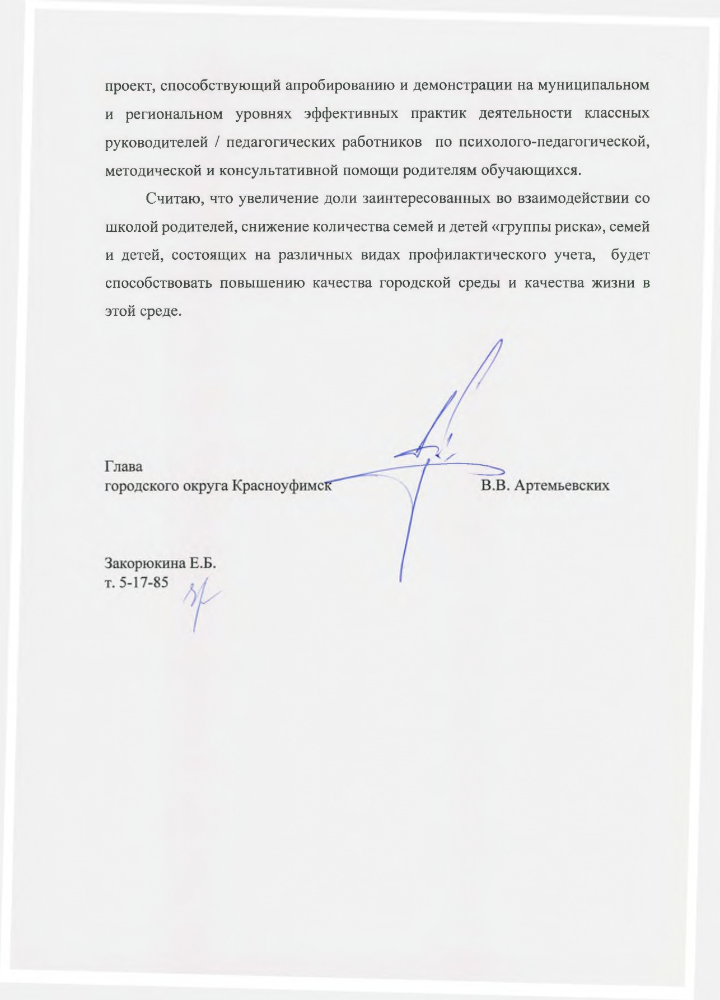 проект, способствующий апробированию и демонстрации на муниципальном
и региональном уровнях эффективных практик деятельности классных
руководителей / педагогических работников по психолого-педагогической,
методической и консультативной помощи родителям обучающихся.
Считаю, что увеличение доли заинтересованных во взаимодействии со
школой родителей, снижение количества семей и детей «группы риска», семей
и детей, состоящих на различных видах профилактического учета, будет
способствовать повышению качества городской среды и качества жизни в
этой среде.
Глава
городского округа Красноуфимск В.В. Артемьевских
Закорюкина Е.Б.
т. 5-17-85